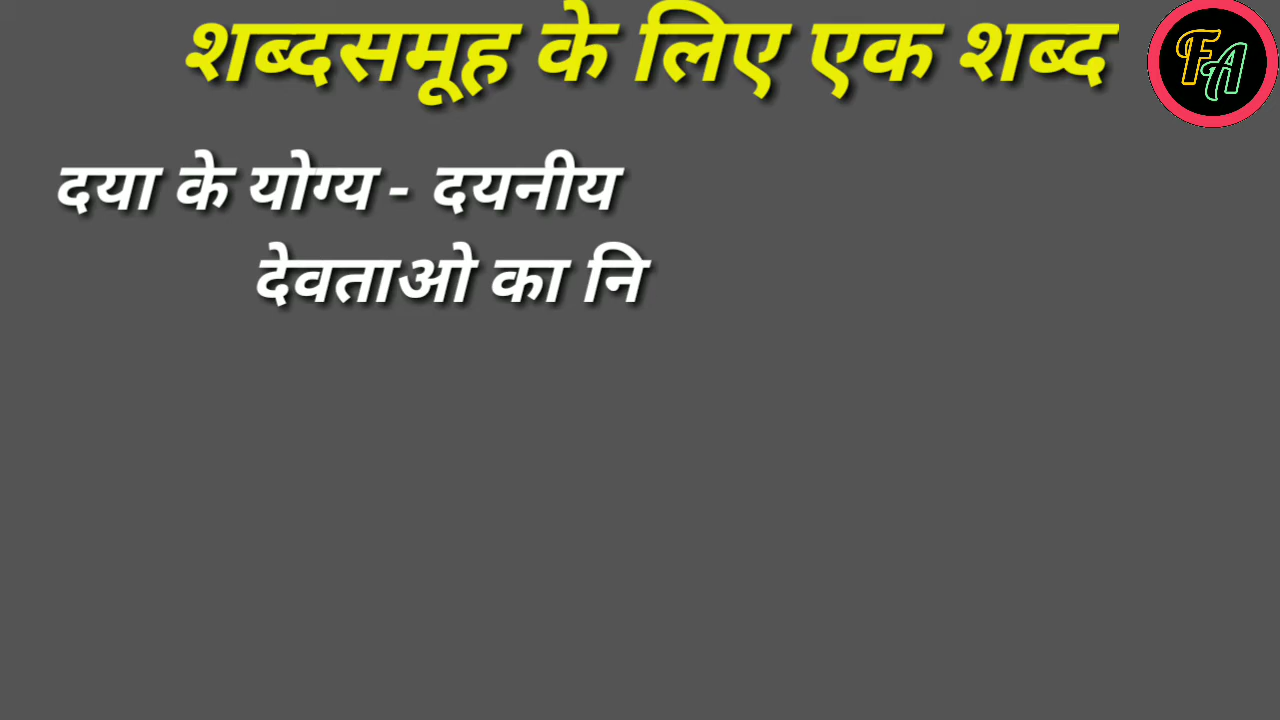 शब्दसमूह के लिए एक शब्द
FA
दया के योग्य - दयनीय
देवताओ का नि